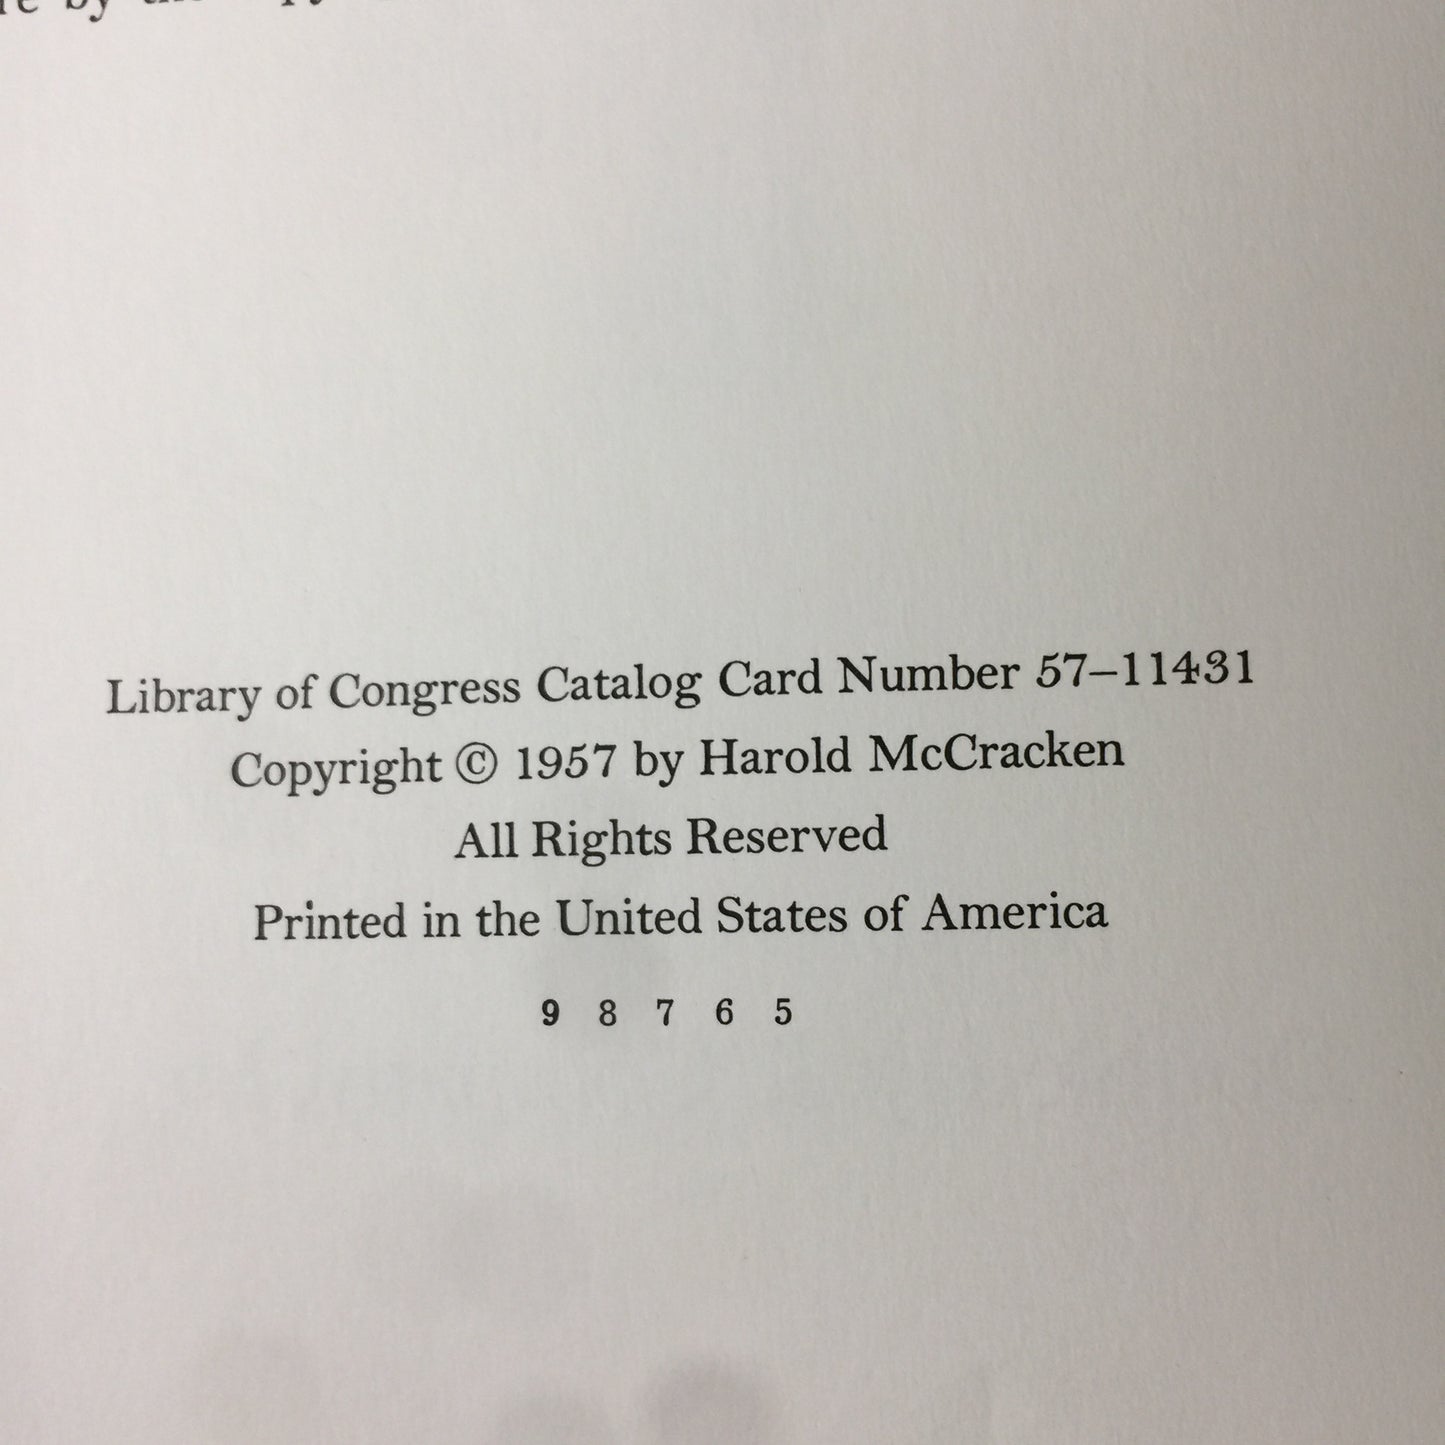 by
Library of Congress Catalog Card Number 57–11431
Copyright © 1957 by Harold McCracken
All Rights Reserved
Printed in the United States of America
9 8 7 6 5